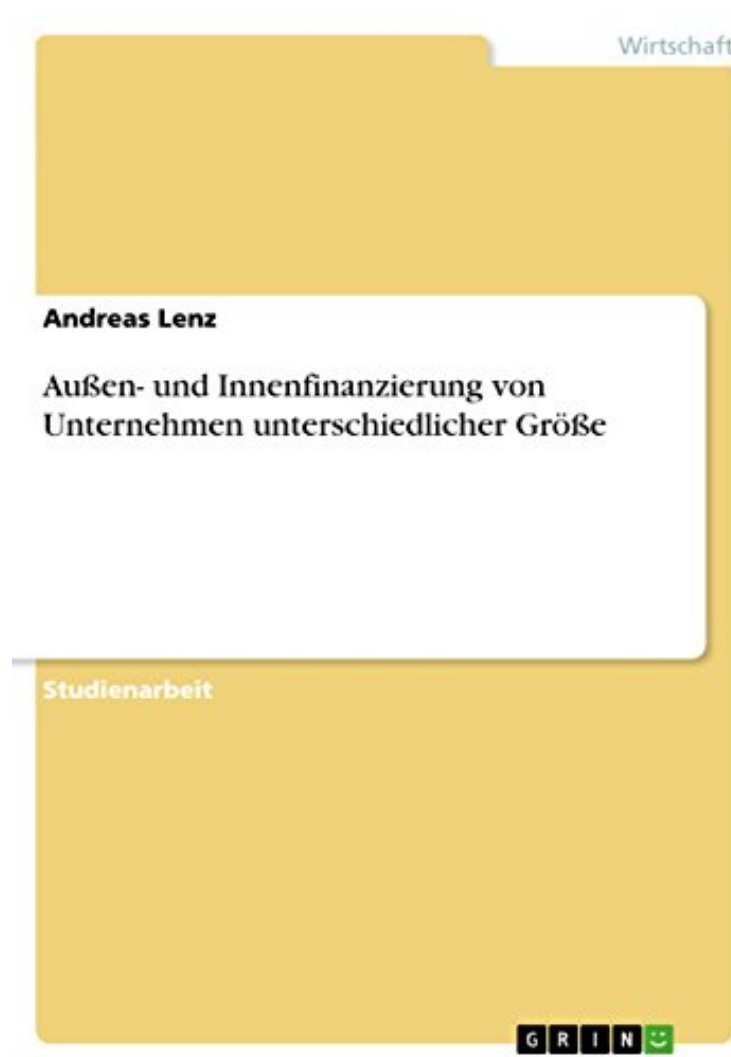 Wirtschaft
Andreas Lenz
Außen- und Innenfinanzierung von
Unternehmen unterschiedlicher Größe
Studienarbeit
GRIN